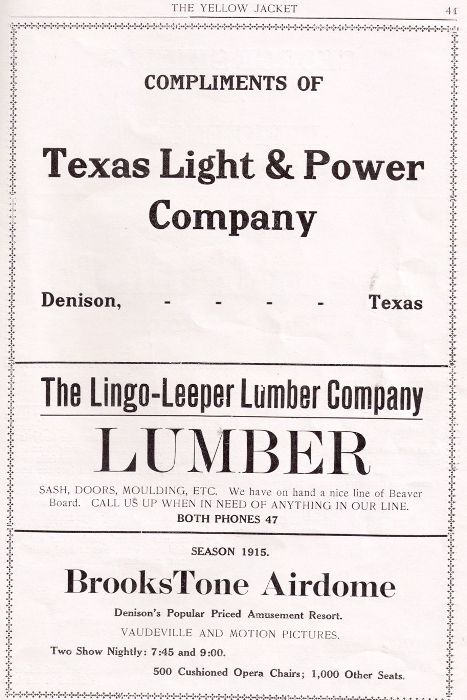 THE YELLOW JACKET 44
COMPLIMENTS OF
Texas Light & Power
Company
Denison, - - - - Texas
The Lingo-Leeper Lumber Company
LUMBER
SASH, DOORS, MOULDING, ETC. We have on hand a nice line of Beaver
Board. CALL US UP WHEN IN NEED OF ANYTHING IN OUR LINE.
BOTH PHONES 47
SEASON 1915.
BrooksTone Airdome
Denison's Popular Priced Amusement Resort.
VAUDEVILLE AND MOTION PICTURES.
Two Show Nightly: 7:45 and 9:00.
500 Cushioned Opera Chairs; 1,000 Other Seats.